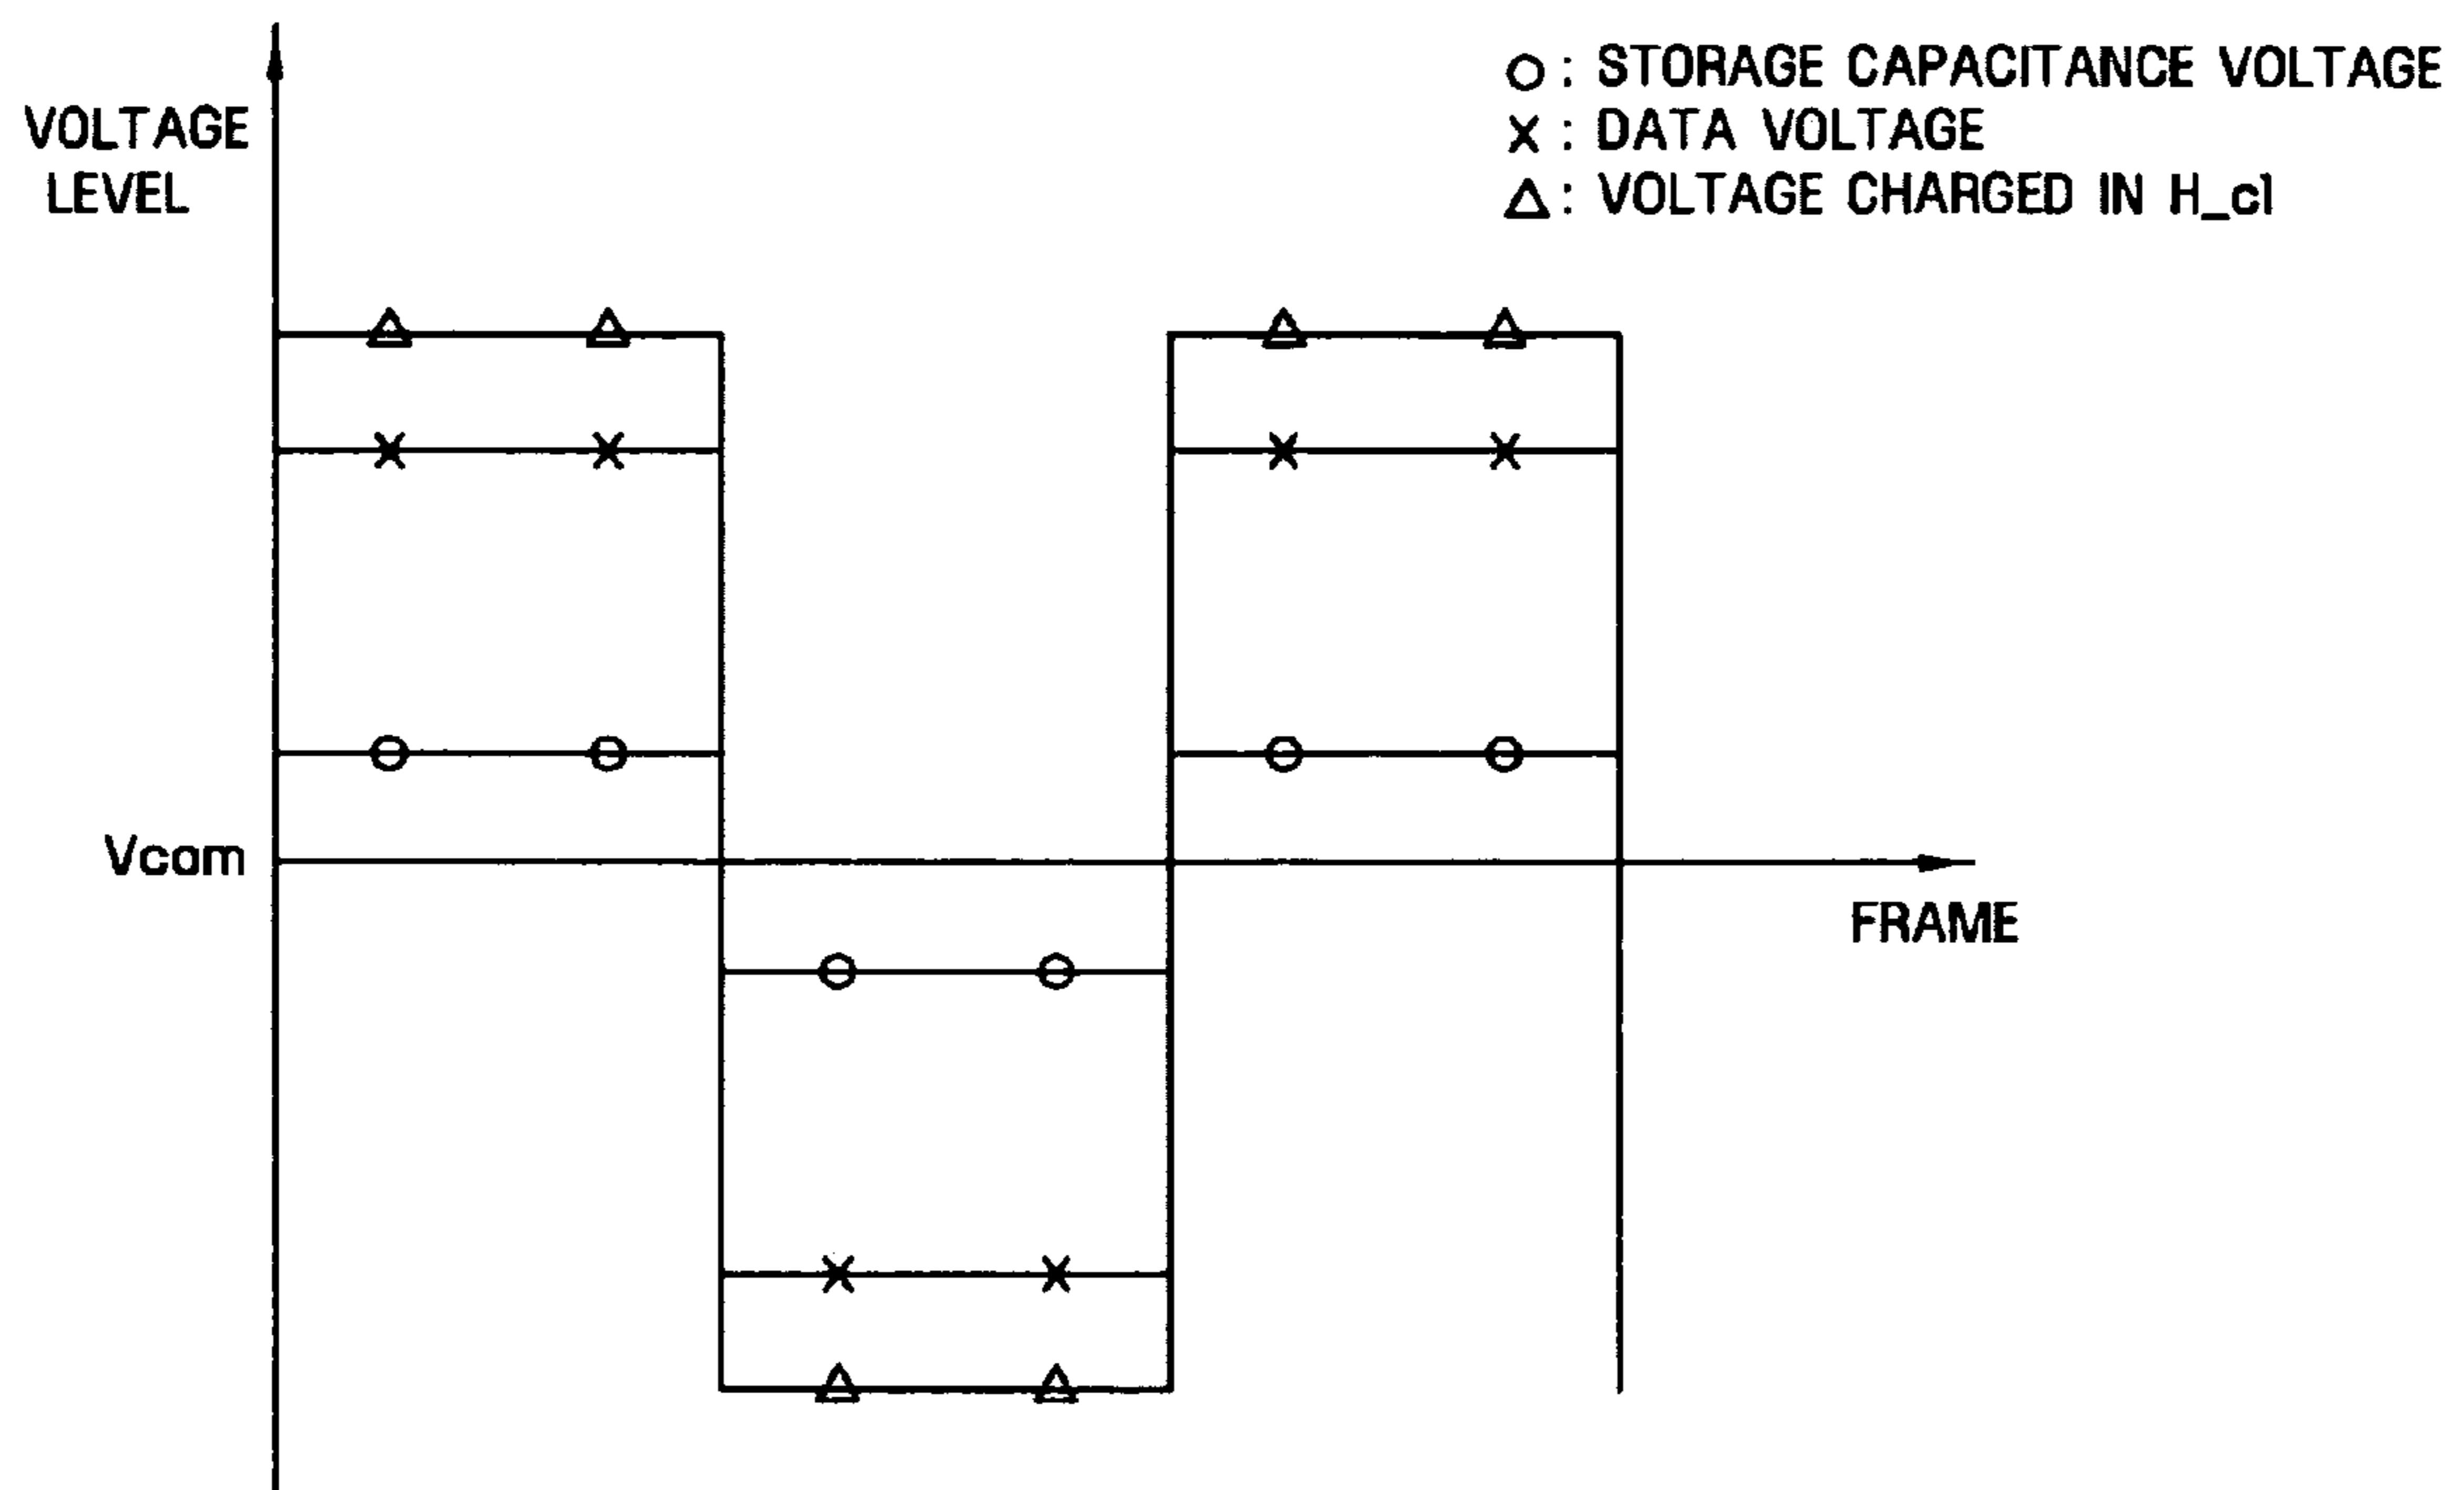 O : STORAGE CAPACITANCE VOLTAGE
X : DATA VOLTAGE
△ : VOLTAGE CHARGED IN H_cl
VOLTAGE
LEVEL
Vcom
FRAME